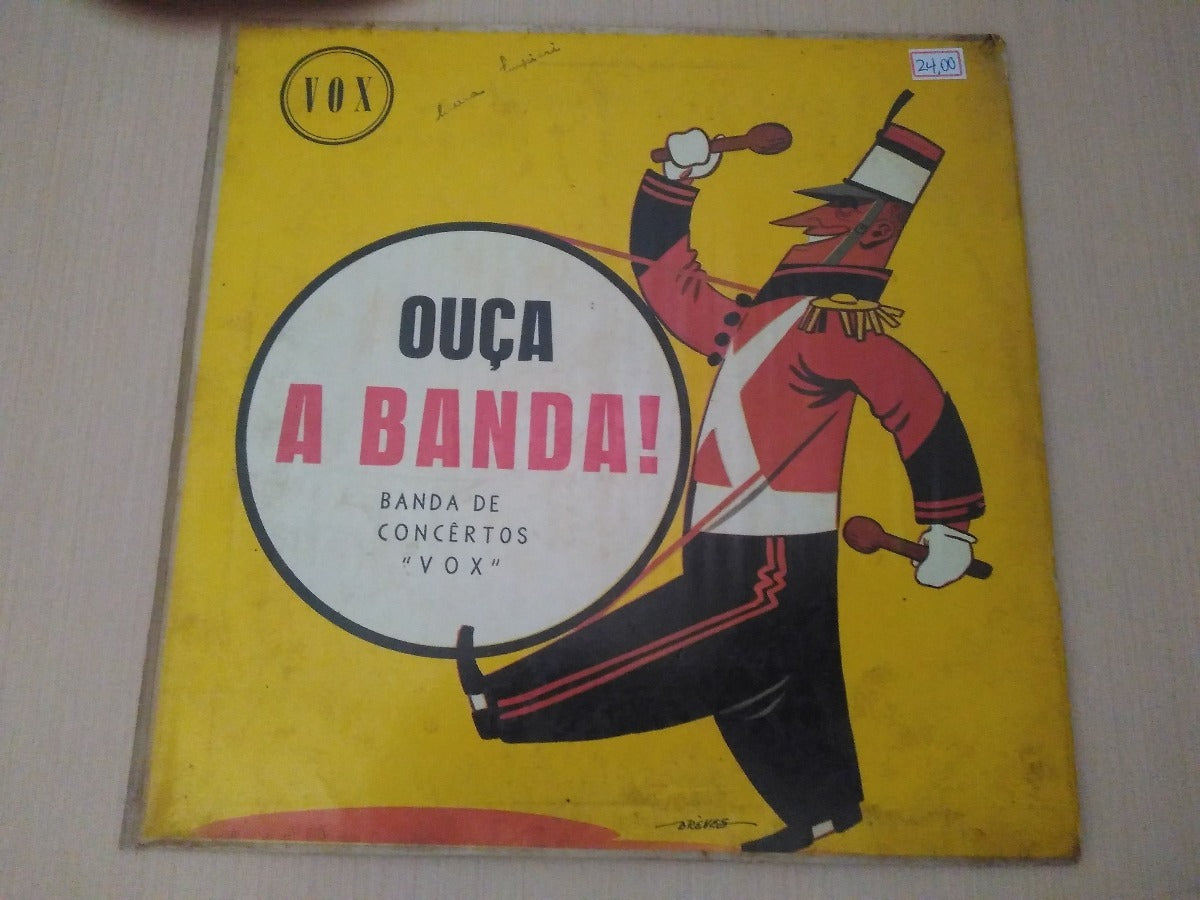 VOX
24,00
OUÇA
A BANDA!
BANDA DE
CONCÊRTOS
"VOX"